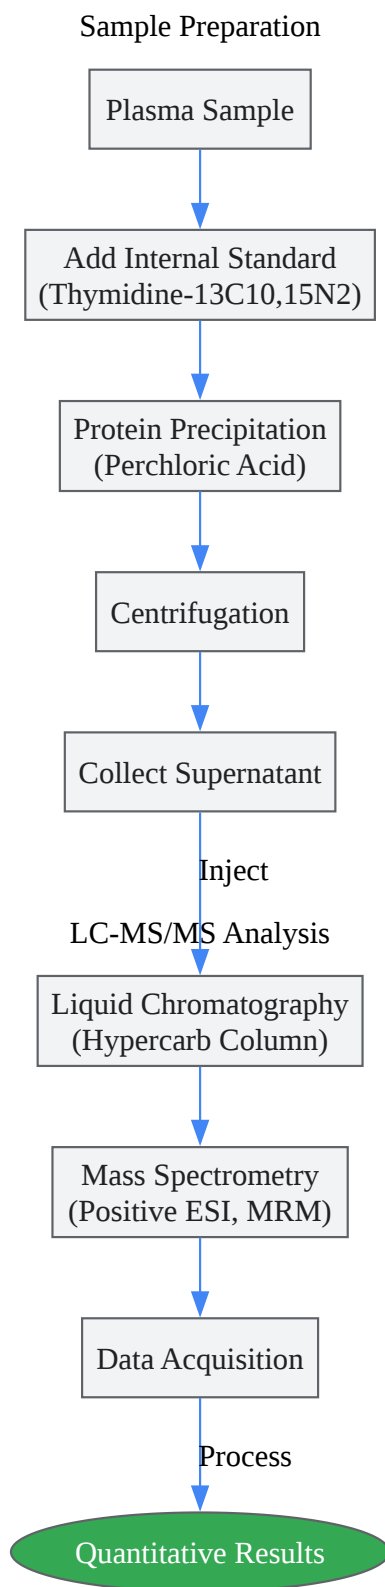 Sample Preparation
Plasma Sample
Add Internal Standard
(Thymidine-13C10,15N2)
Protein Precipitation
(Perchloric Acid)
Centrifugation
Collect Supernatant
Inject
LC-MS/MS Analysis
Liquid Chromatography
(Hypercarb Column)
Mass Spectrometry
(Positive ESI, MRM)
Data Acquisition
Process
Quantitative Results